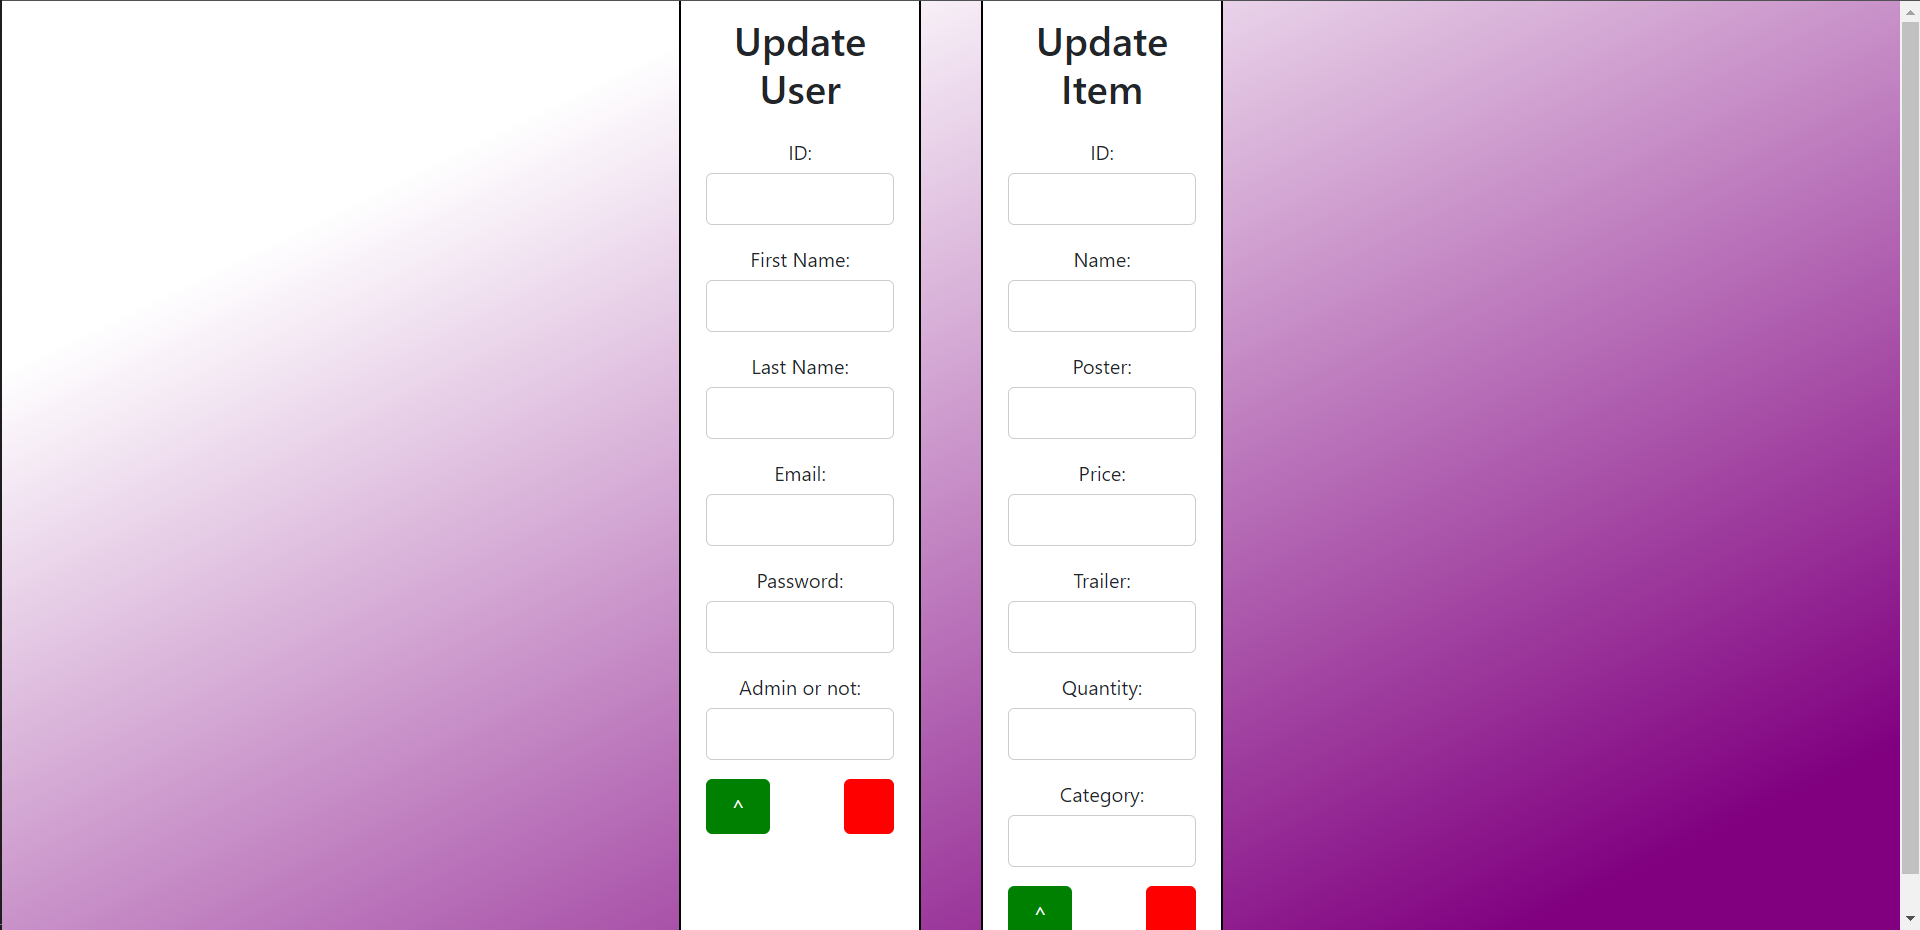 Update
User
ID:
First Name:
Last Name:
Email:
Password:
Admin or not:
^
Update
Item
ID:
Name:
Poster:
Price:
Trailer:
Quantity:
Category:
^